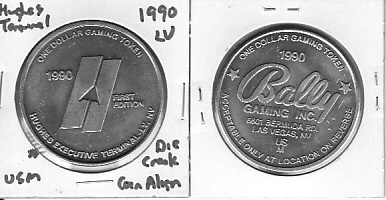 Hughes
Terminal
1990
LV
ONE DOLLAR GAMING TOKEN
1990
FIRST
EDITION
HUGHES EXECUTIVE TERMINAL, LV, NV
USM
Die
Crack
Coin Align
ONE DOLLAR GAMING TOKEN
1990
Bally
GAMING INC.
6601 BERMUDA RD.
LAS VEGAS, NV
US
M
ACCEPTABLE ONLY AT LOCATION ON REVERSE